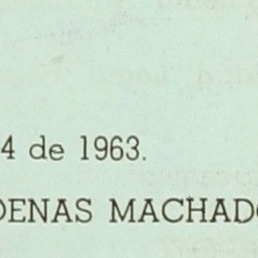 4 de 1963.
DENAS MACHADO